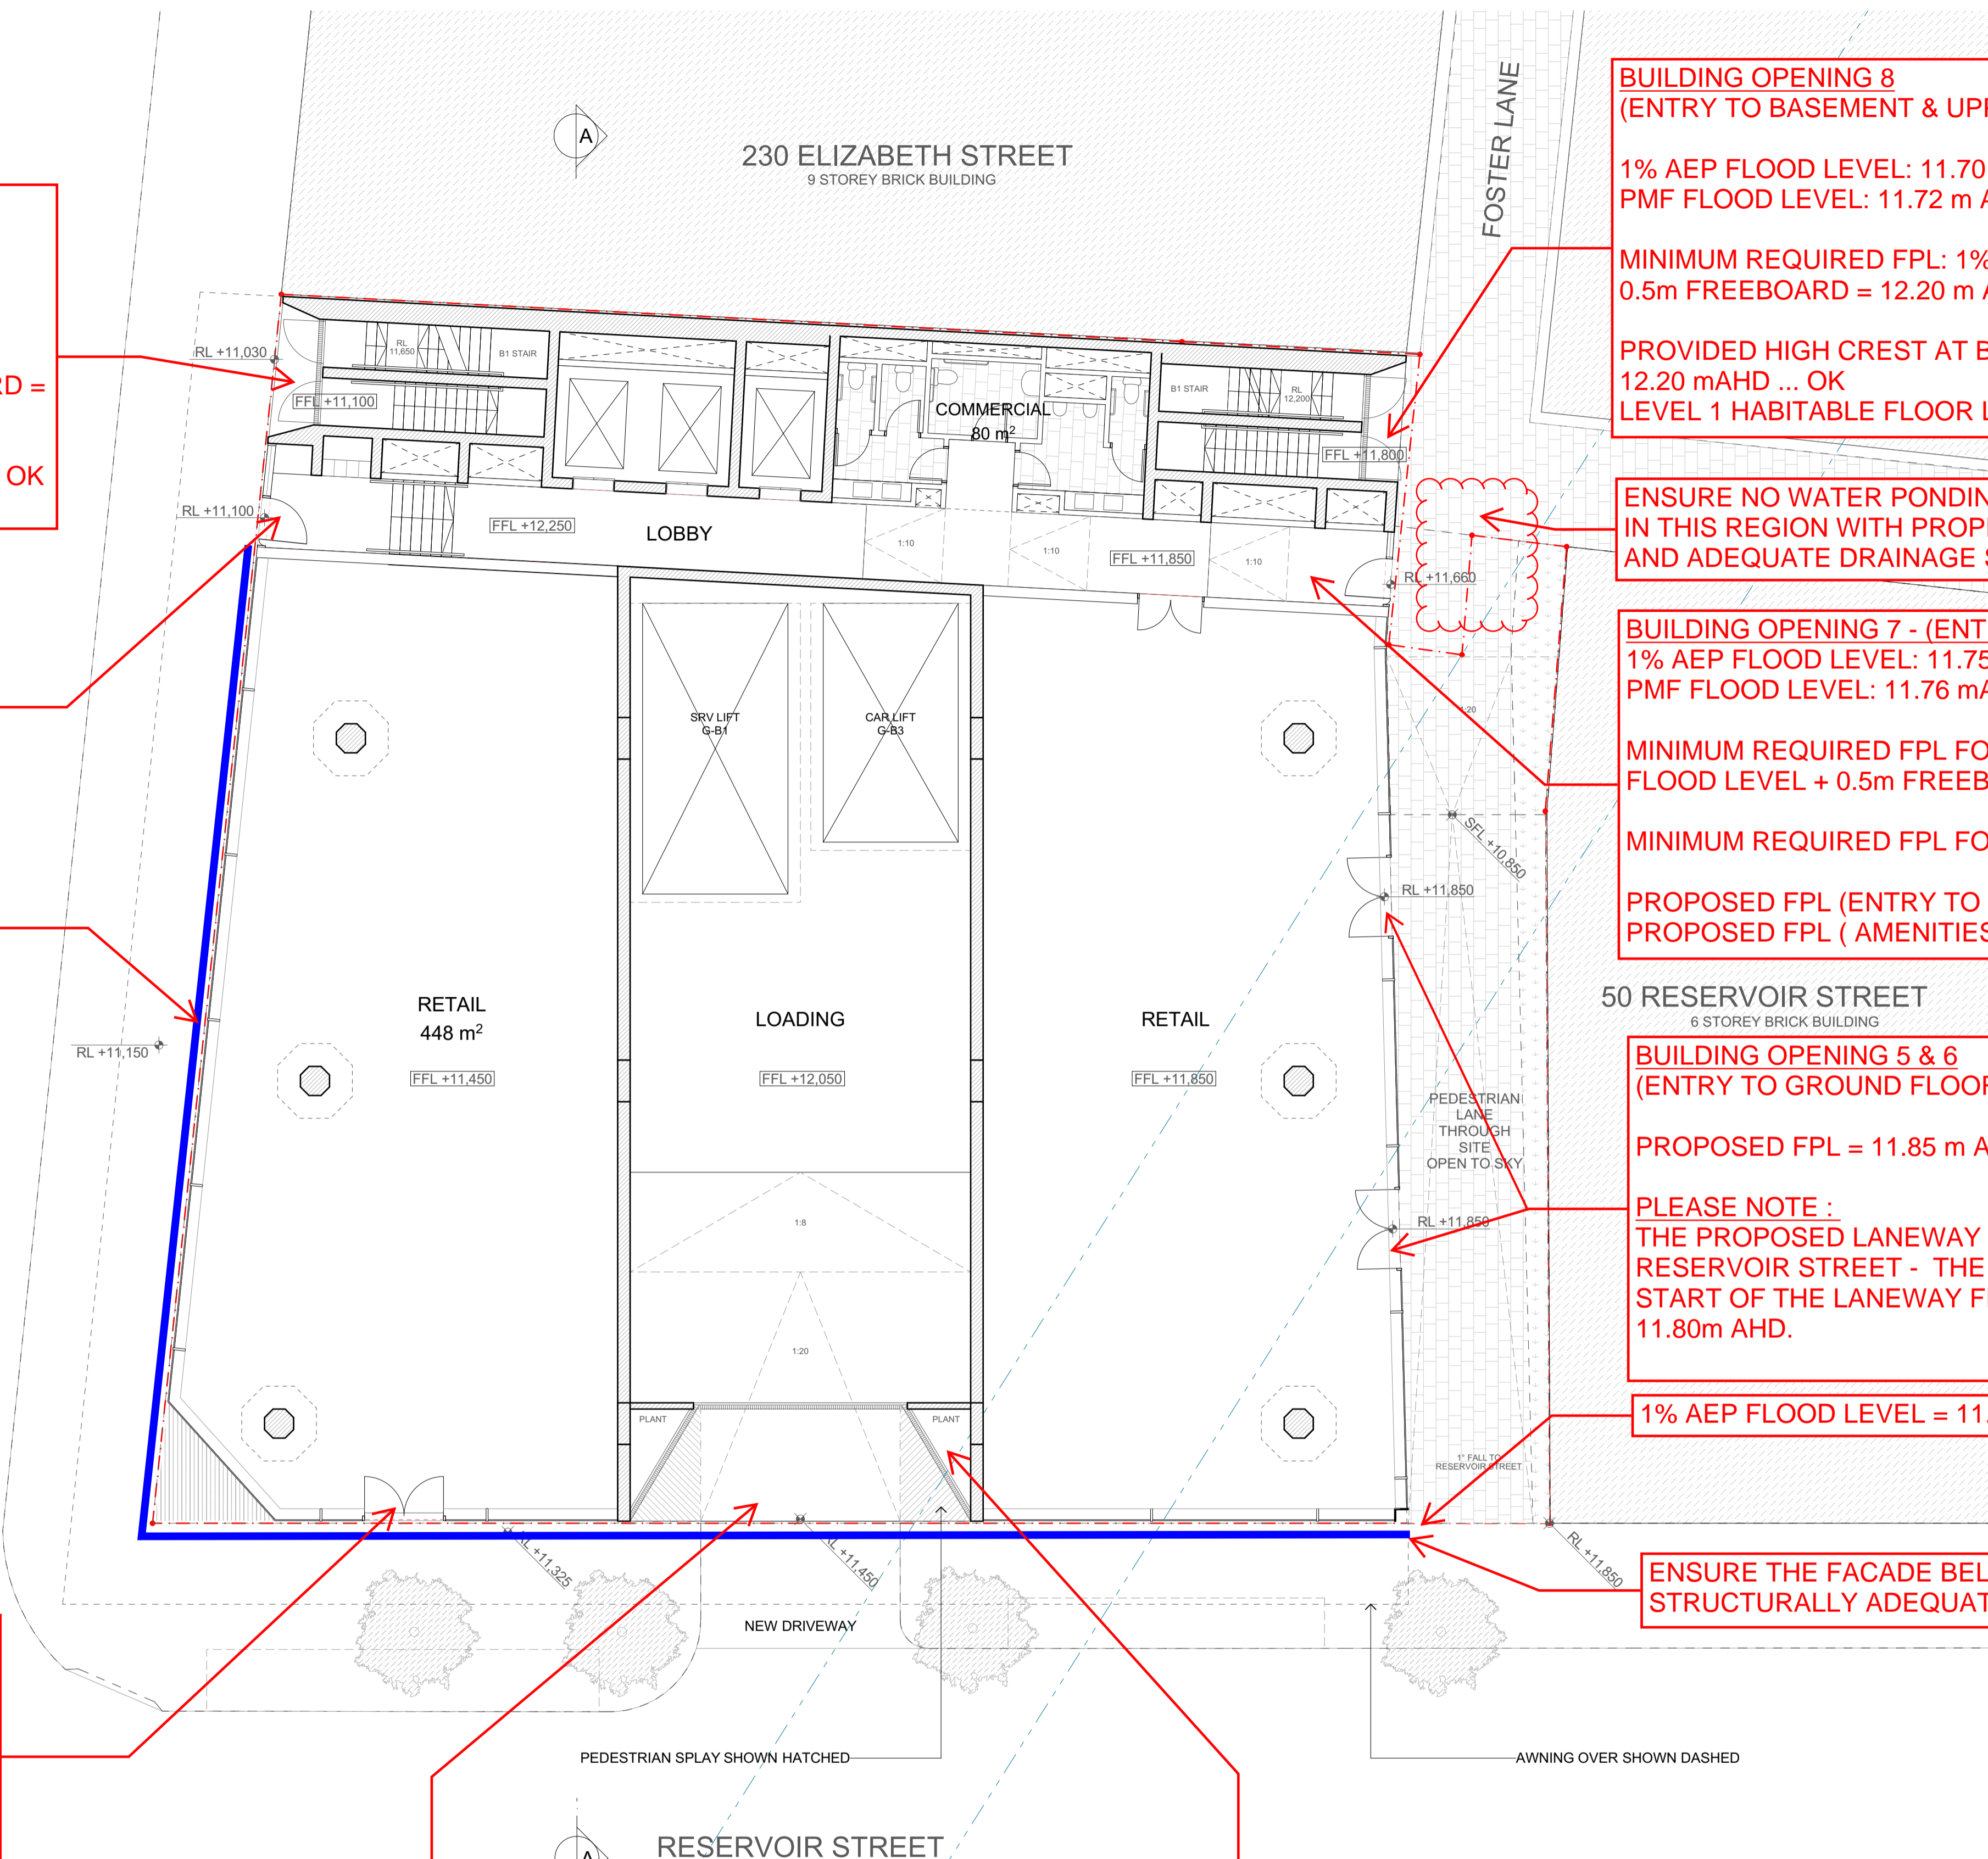 A
230 ELIZABETH STREET
9 STOREY BRICK BUILDING
FOSTER LANE
BUILDING OPENING 8
(ENTRY TO BASEMENT & UPP
1% AEP FLOOD LEVEL: 11.70
PMF FLOOD LEVEL: 11.72 m A
MINIMUM REQUIRED FPL: 1%
0.5m FREEBOARD = 12.20 m A
PROVIDED HIGH CREST AT B
12.20 mAHD ... OK
LEVEL 1 HABITABLE FLOOR L
RD =
OK
RL +11,030
FFL +11,100
RL
11,650
B1 STAIR
COMMERCIAL
80 m²
B1 STAIR
RL
12,200
FFL +11,800
RL +11,100
FFL +12,250
LOBBY
1:10
1:10
FFL +11,850
1:10
RL +11,660
ENSURE NO WATER PONDIN
IN THIS REGION WITH PROP
AND ADEQUATE DRAINAGE S
BUILDING OPENING 7 - (ENT
1% AEP FLOOD LEVEL: 11.75
PMF FLOOD LEVEL: 11.76 mA
MINIMUM REQUIRED FPL FO
FLOOD LEVEL + 0.5m FREEB
MINIMUM REQUIRED FPL FO
PROPOSED FPL (ENTRY TO
PROPOSED FPL ( AMENITIES
SRV LIFT
G-B1
CAR LIFT
G-B3
1:20
SFL +10,850
RL +11,850
50 RESERVOIR STREET
6 STOREY BRICK BUILDING
RL +11,150
RETAIL
448 m²
FFL +11,450
LOADING
FFL +12,050
RETAIL
FFL +11,850
PEDESTRIAN
LANE
THROUGH
SITE
OPEN TO SKY
RL +11,850
BUILDING OPENING 5 & 6
(ENTRY TO GROUND FLOOR
PROPOSED FPL = 11.85 m A
PLEASE NOTE :
THE PROPOSED LANEWAY
RESERVOIR STREET - THE
START OF THE LANEWAY F
11.80m AHD.
1:8
1:20
PLANT
PLANT
1% AEP FLOOD LEVEL = 11.
1° FALL TO
RESERVOIR STREET
RL +11,325
RL +11,450
RL +11,850
ENSURE THE FACADE BEL
STRUCTURALLY ADEQUAT
NEW DRIVEWAY
PEDESTRIAN SPLAY SHOWN HATCHED
AWNING OVER SHOWN DASHED
RESERVOIR STREET
A